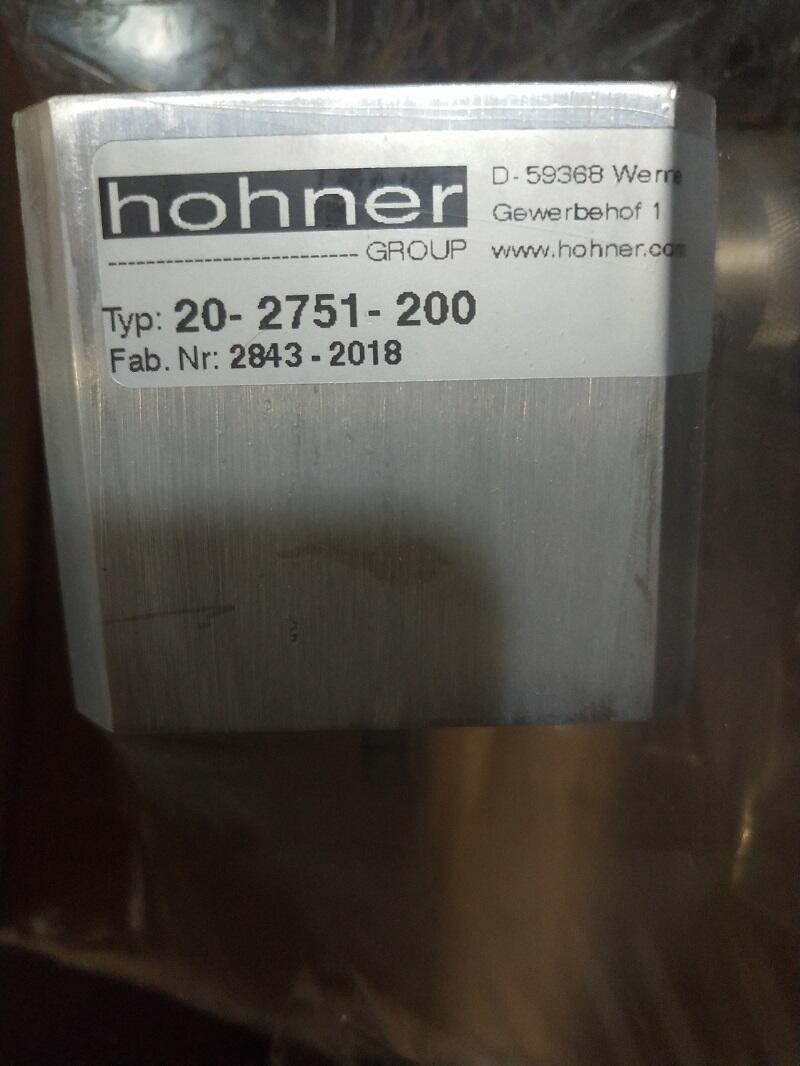 hohner
GROUP
D-59368 Werne
Gewerbehof 1
www.hohner.com
Typ: 20- 2751- 200
Fab. Nr: 2843 - 2018